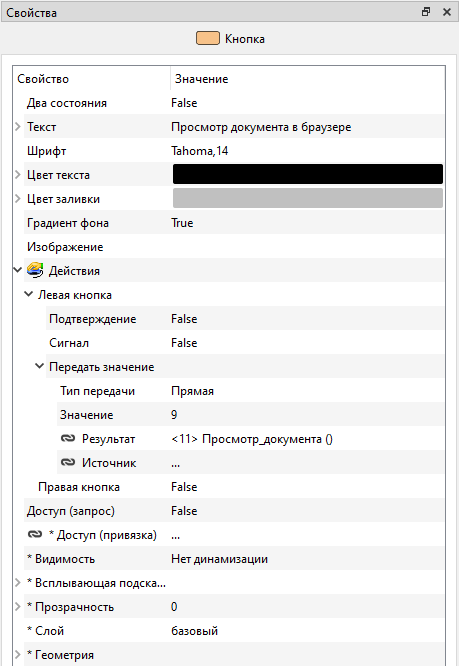 Свойства
Кнопка
Свойство Значение
Два состояния False
Текст Просмотр документа в браузере
Шрифт Tahoma,14
Цвет текста
Цвет заливки
Градиент фона True
Изображение
Действия
Левая кнопка
Подтверждение False
Сигнал False
Передать значение
Тип передачи Прямая
Значение 9
Результат <11> Просмотр_документа ()
Источник ...
Правая кнопка False
Доступ (запрос) False
* Доступ (привязка) ...
* Видимость Нет динамизации
* Всплывающая подска...
* Прозрачность 0
* Слой базовый
* Геометрия